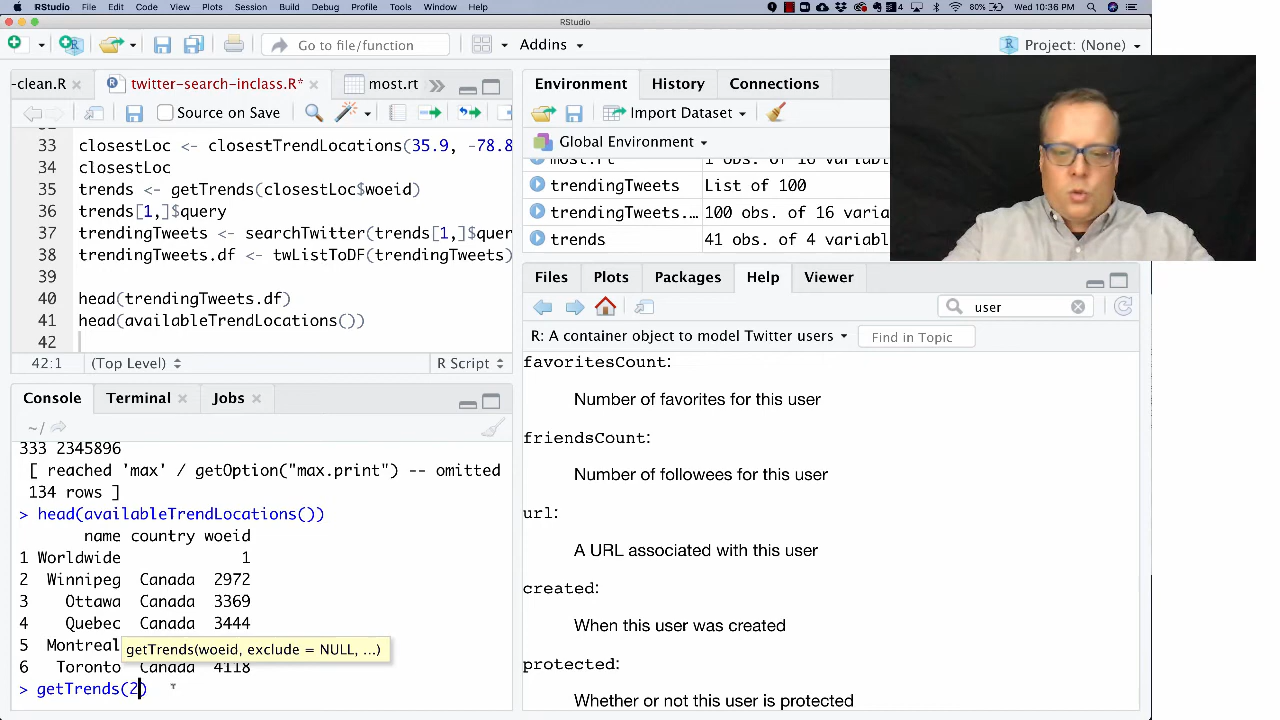 RStudio File Edit Code View Plots Session Build Debug Profile Tools Window Help 4 80% Wed 10:36 PM
RStudio
Go to file/function Addins Project: (None)
-clean.R twitter-search-inclass.R* most.rt
Source on Save
33 closestLoc <- closestTrendLocations(35.9, -78.8
34 closestLoc
35 trends <- getTrends(closestLoc$woeid)
36 trends[1,]$query
37 trendingTweets <- searchTwitter(trends[1,]$quer
38 trendingTweets.df <- twListToDF(trendingTweets)
39
40 head(trendingTweets.df)
41 head(availableTrendLocations())
42
42:1 (Top Level) R Script
Console Terminal Jobs
~/
333 2345896
[ reached 'max' / getOption("max.print") -- omitted
134 rows ]
> head(availableTrendLocations())
name country woeid
1 Worldwide 1
2 Winnipeg Canada 2972
3 Ottawa Canada 3369
4 Quebec Canada 3444
5 Montreal
getTrends(woeid, exclude = NULL, ...)
6 Toronto Canada 4118
> getTrends(2)
Environment History Connections
Import Dataset
Global Environment
most.rt 1 obs. of 16 variabl
trendingTweets List of 100
trendingTweets.… 100 obs. of 16 varia
trends 41 obs. of 4 variabl
Files Plots Packages Help Viewer
user
R: A container object to model Twitter users Find in Topic
favoritesCount:
Number of favorites for this user
friendsCount:
Number of followees for this user
url:
A URL associated with this user
created:
When this user was created
protected:
Whether or not this user is protected